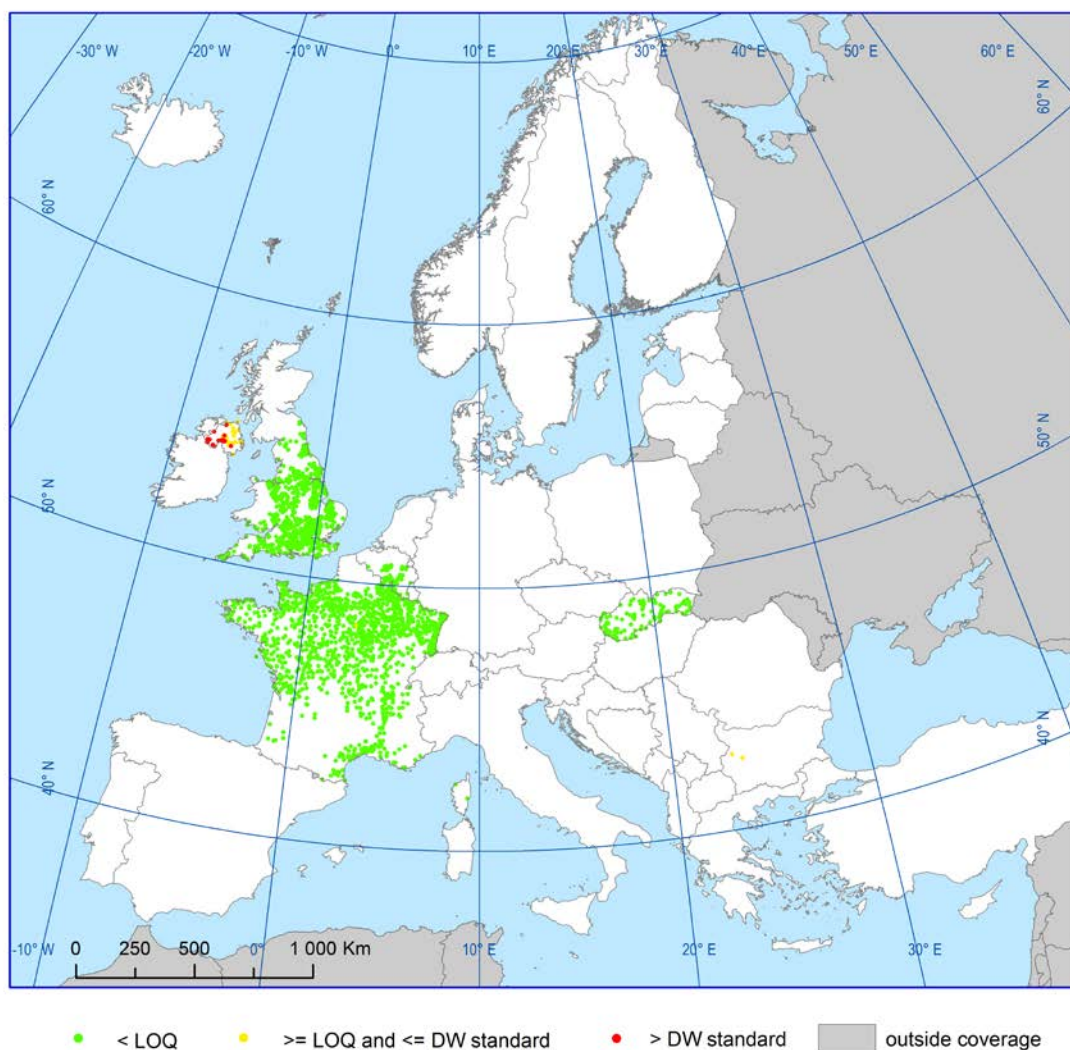 -30° W -20° W -10° W 0° 10° E 20° E 30° E 40° E 50° E 60° E
60° N 60° N
50° N 50° N
40° N 40° N
0 250 500 1 000 Km
-10° W 0° 10° E 20° E 30° E
< LOQ >= LOQ and <= DW standard > DW standard outside coverage